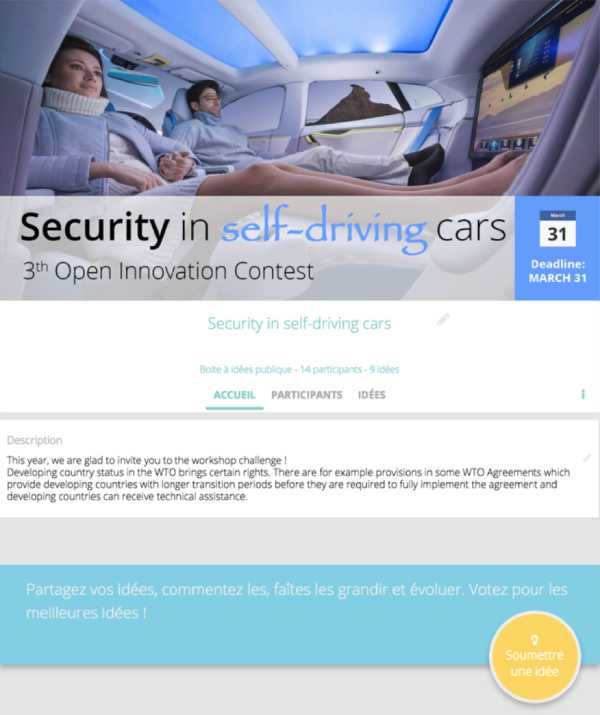 Security in self-driving cars
3th Open Innovation Contest
March
31
Deadline:
MARCH 31
Security in self-driving cars
Boite à idées publique - 14 participants - 9 idées
ACCUEIL PARTICIPANTS IDÉES
Description
This year, we are glad to invite you to the workshop challenge !
Developing country status in the WTO brings certain rights. There are for example provisions in some WTO Agreements which
provide developing countries with longer transition periods before they are required to fully implement the agreement and
developing countries can receive technical assistance.
Partagez vos idées, commentez les, faîtes les grandir et évoluer. Votez pour les
meilleures idées !
Soumettre
une idée